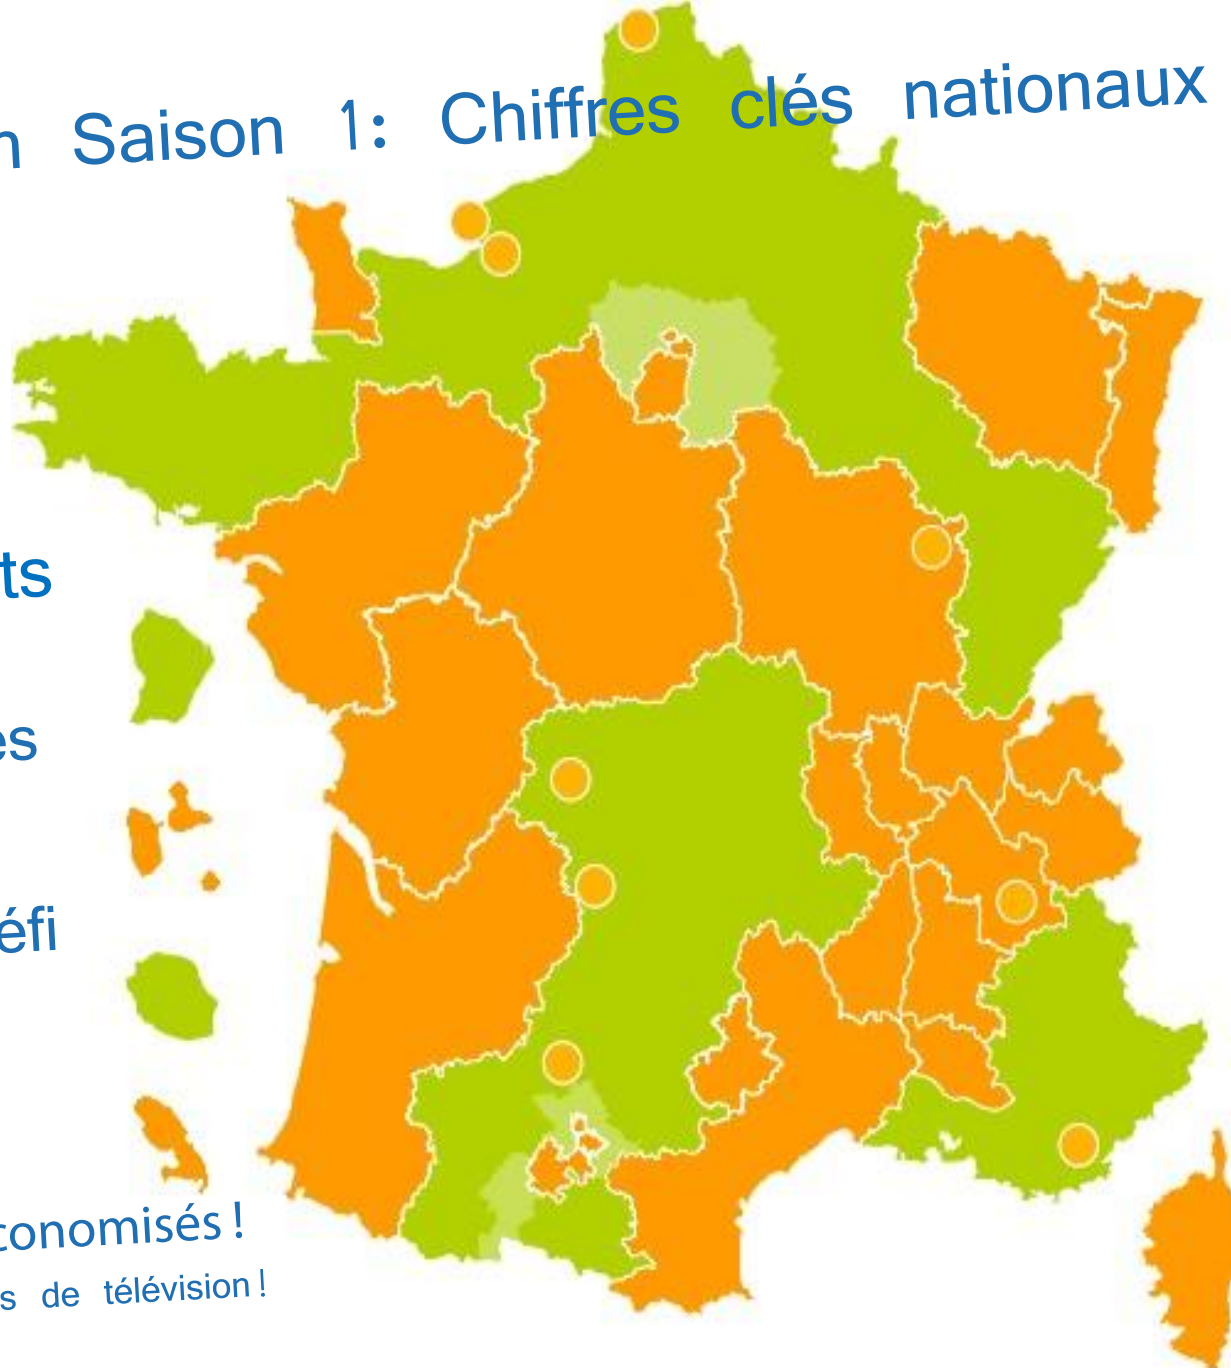 n Saison 1: Chiffres clés nationaux
ts
es
éfi
conomisés !
s de télévision !